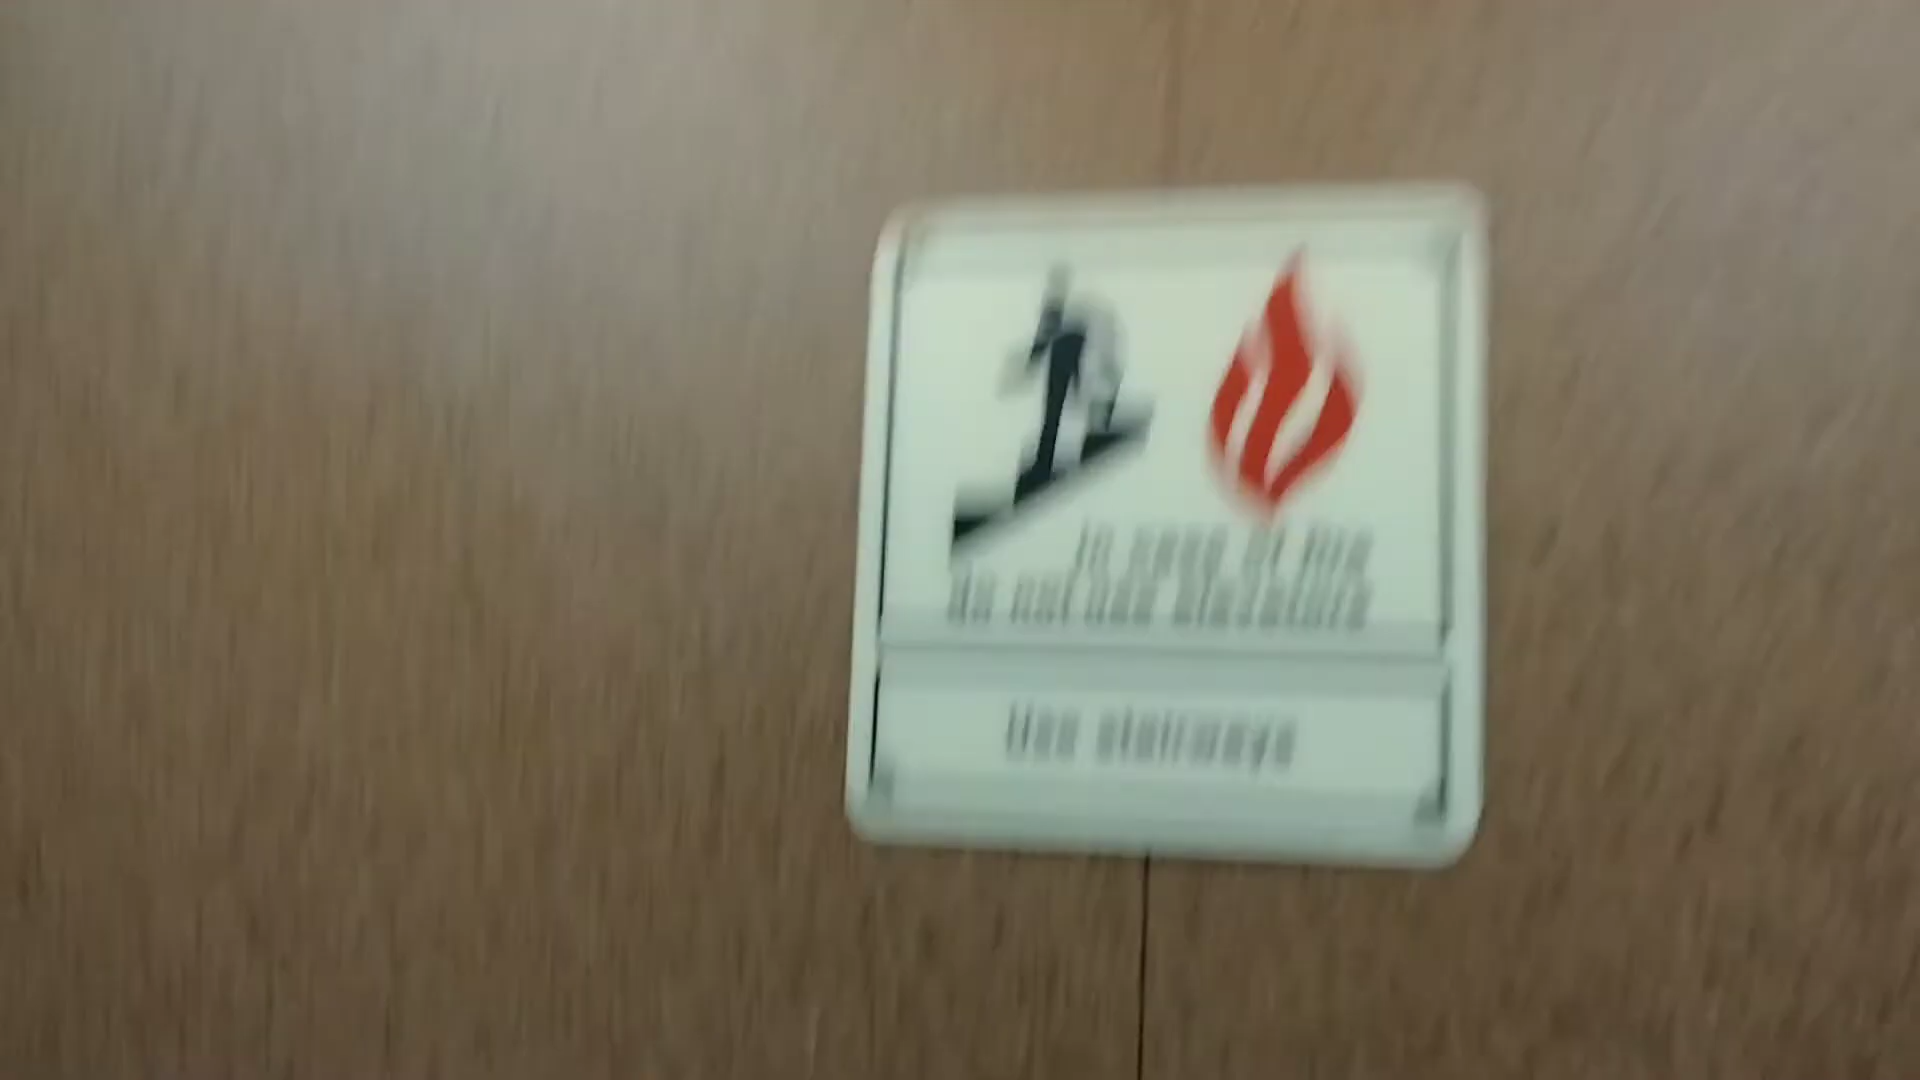 In case of fire
do not use elevators
Use stairways